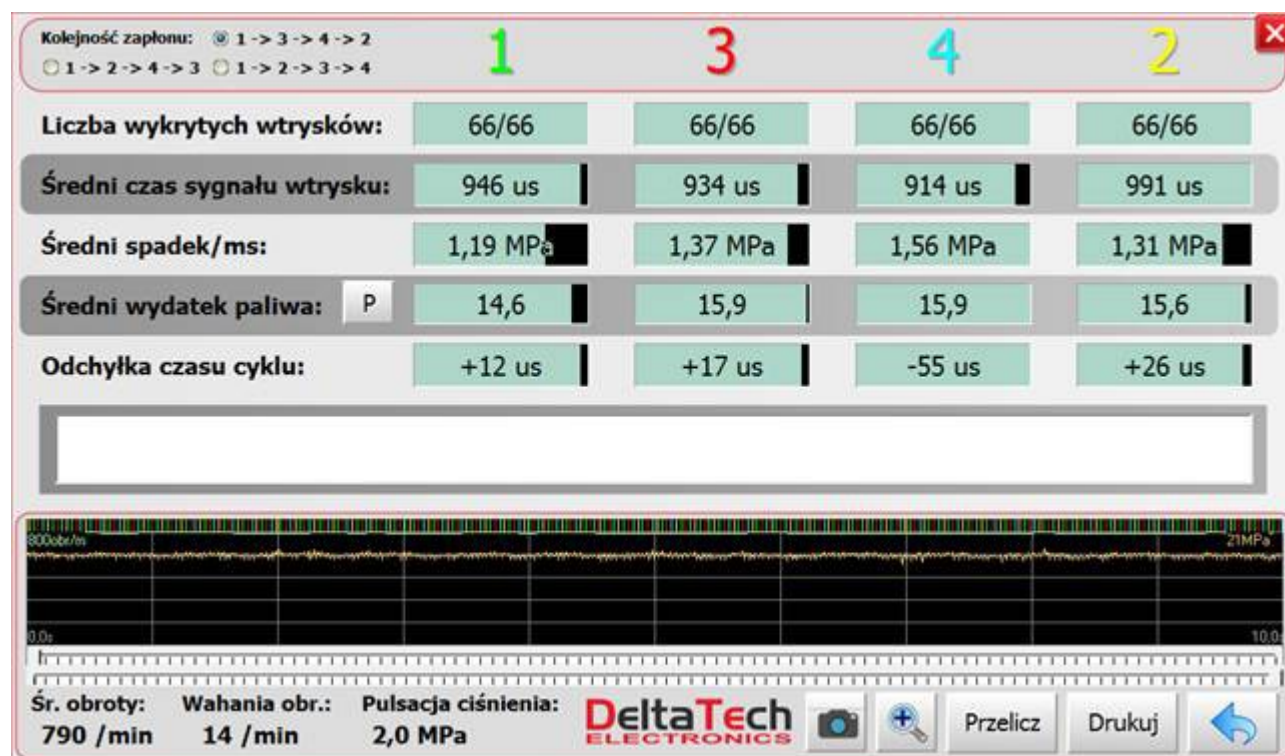 Kolejność zapłonu: 1 -> 3 -> 4 -> 2
1 -> 2 -> 4 -> 3 1 -> 2 -> 3 -> 4
1 3 4 2
Liczba wykrytych wtrysków: 66/66 66/66 66/66 66/66
Średni czas sygnału wtrysku: 946 us 934 us 914 us 991 us
Średni spadek/ms: 1,19 MPa 1,37 MPa 1,56 MPa 1,31 MPa
Średni wydatek paliwa: P 14,6 15,9 15,9 15,6
Odchyłka czasu cyklu: +12 us +17 us -55 us +26 us
800obr/m 21MPa
0,0s 10,0s
Śr. obroty: Wahania obr.: Pulsacja ciśnienia:
790 /min 14 /min 2,0 MPa
DeltaTech
ELECTRONICS
Przelicz Drukuj